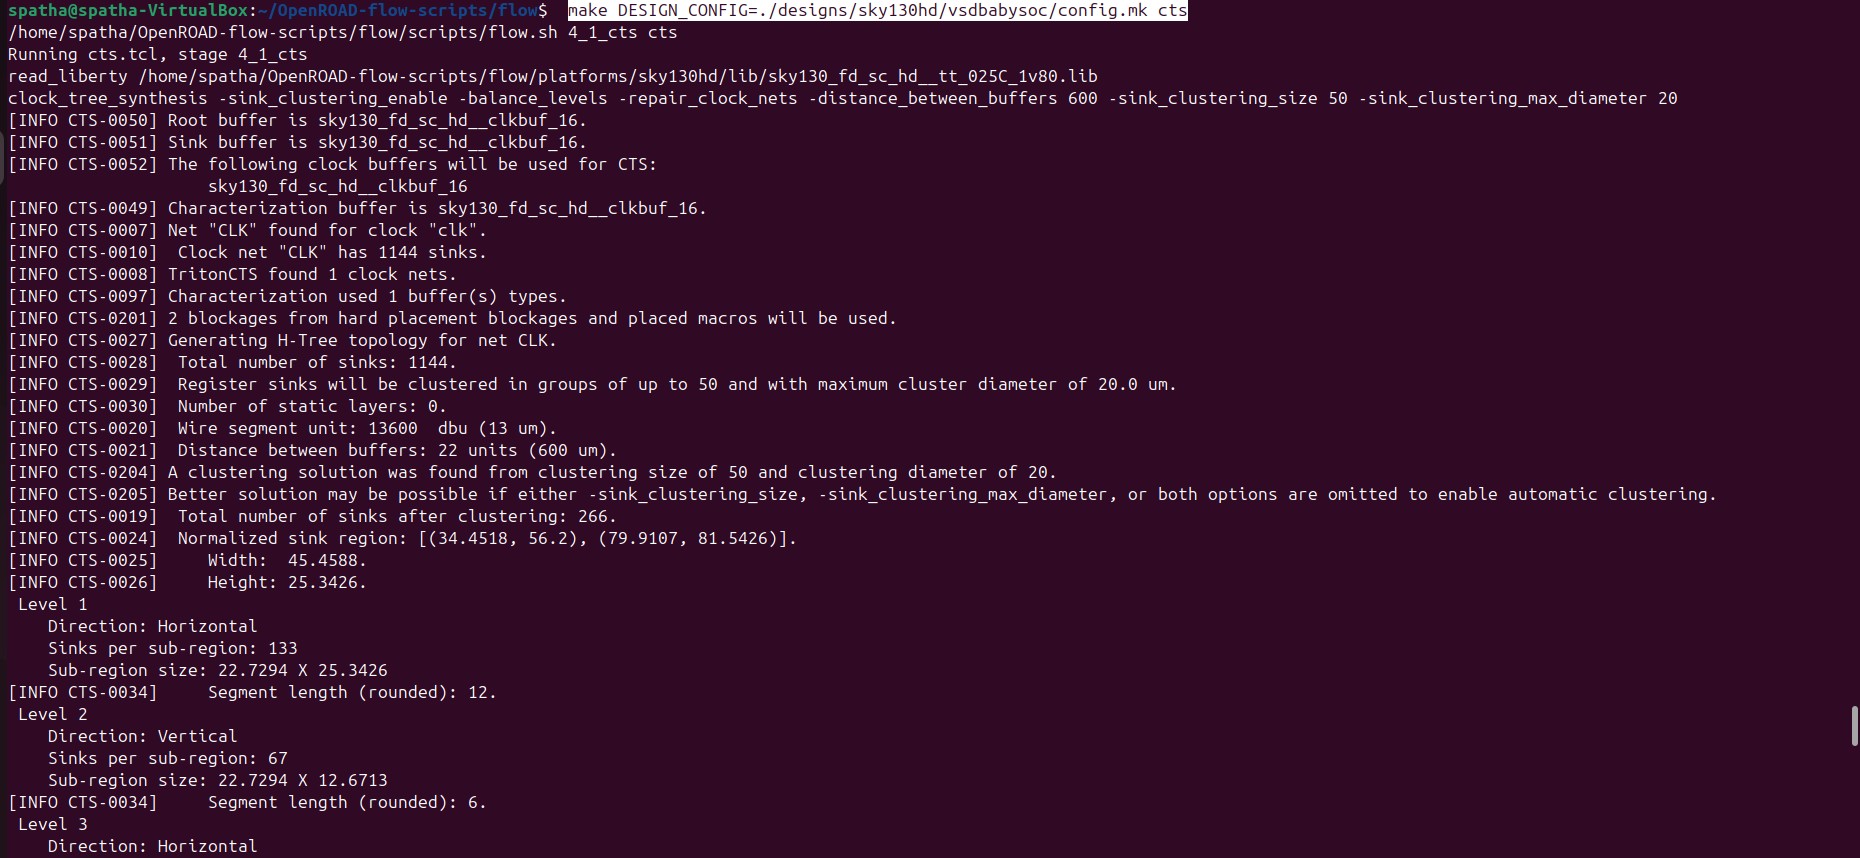 spatha@spatha-VirtualBox:~/OpenROAD-flow-scripts/flow$  make DESIGN_CONFIG=./designs/sky130hd/vsdbabysoc/config.mk cts
/home/spatha/OpenROAD-flow-scripts/flow/scripts/flow.sh 4_1_cts cts
Running cts.tcl, stage 4_1_cts
read_liberty /home/spatha/OpenROAD-flow-scripts/flow/platforms/sky130hd/lib/sky130_fd_sc_hd__tt_025C_1v80.lib
clock_tree_synthesis -sink_clustering_enable -balance_levels -repair_clock_nets -distance_between_buffers 600 -sink_clustering_size 50 -sink_clustering_max_diameter 20
[INFO CTS-0050] Root buffer is sky130_fd_sc_hd__clkbuf_16.
[INFO CTS-0051] Sink buffer is sky130_fd_sc_hd__clkbuf_16.
[INFO CTS-0052] The following clock buffers will be used for CTS:
                    sky130_fd_sc_hd__clkbuf_16
[INFO CTS-0049] Characterization buffer is sky130_fd_sc_hd__clkbuf_16.
[INFO CTS-0007] Net "CLK" found for clock "clk".
[INFO CTS-0010]  Clock net "CLK" has 1144 sinks.
[INFO CTS-0008] TritonCTS found 1 clock nets.
[INFO CTS-0097] Characterization used 1 buffer(s) types.
[INFO CTS-0201] 2 blockages from hard placement blockages and placed macros will be used.
[INFO CTS-0027] Generating H-Tree topology for net CLK.
[INFO CTS-0028]  Total number of sinks: 1144.
[INFO CTS-0029]  Register sinks will be clustered in groups of up to 50 and with maximum cluster diameter of 20.0 um.
[INFO CTS-0030]  Number of static layers: 0.
[INFO CTS-0020]  Wire segment unit: 13600  dbu (13 um).
[INFO CTS-0021]  Distance between buffers: 22 units (600 um).
[INFO CTS-0204] A clustering solution was found from clustering size of 50 and clustering diameter of 20.
[INFO CTS-0205] Better solution may be possible if either -sink_clustering_size, -sink_clustering_max_diameter, or both options are omitted to enable automatic clustering.
[INFO CTS-0019]  Total number of sinks after clustering: 266.
[INFO CTS-0024]  Normalized sink region: [(34.4518, 56.2), (79.9107, 81.5426)].
[INFO CTS-0025]     Width:  45.4588.
[INFO CTS-0026]     Height: 25.3426.
 Level 1
    Direction: Horizontal
    Sinks per sub-region: 133
    Sub-region size: 22.7294 X 25.3426
[INFO CTS-0034]     Segment length (rounded): 12.
 Level 2
    Direction: Vertical
    Sinks per sub-region: 67
    Sub-region size: 22.7294 X 12.6713
[INFO CTS-0034]     Segment length (rounded): 6.
 Level 3
    Direction: Horizontal